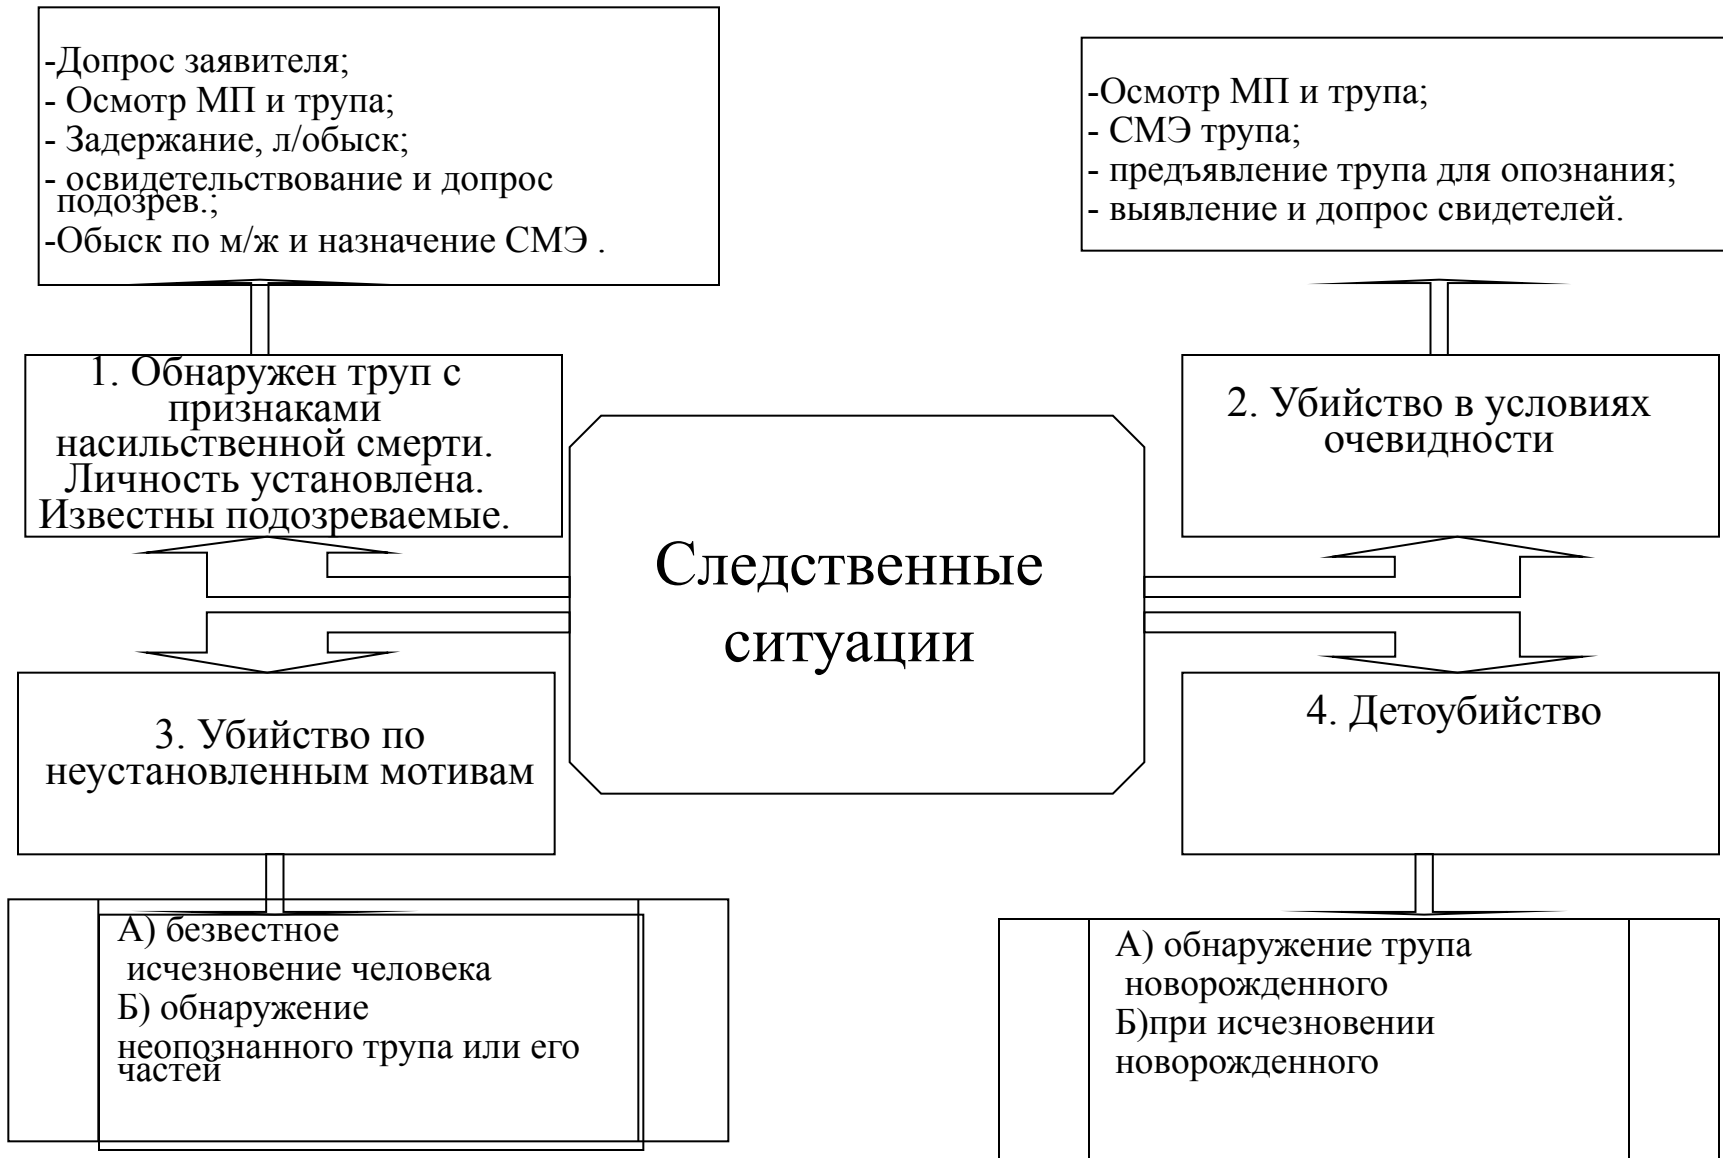 -Допрос заявителя;
- Осмотр МП и трупа;
- Задержание, л/обыск;
- освидетельствование и допрос
подозрев.;
-Обыск по м/ж и назначение СМЭ .
-Осмотр МП и трупа;
- СМЭ трупа;
- предъявление трупа для опознания;
- выявление и допрос свидетелей.
1. Обнаружен труп с
признаками
насильственной смерти.
Личность установлена.
Известны подозреваемые.
2. Убийство в условиях
очевидности
Следственные
ситуации
3. Убийство по
неустановленным мотивам
4. Детоубийство
А) безвестное
исчезновение человека
Б) обнаружение
неопознанного трупа или его
частей
А) обнаружение трупа
новорожденного
Б)при исчезновении
новорожденного